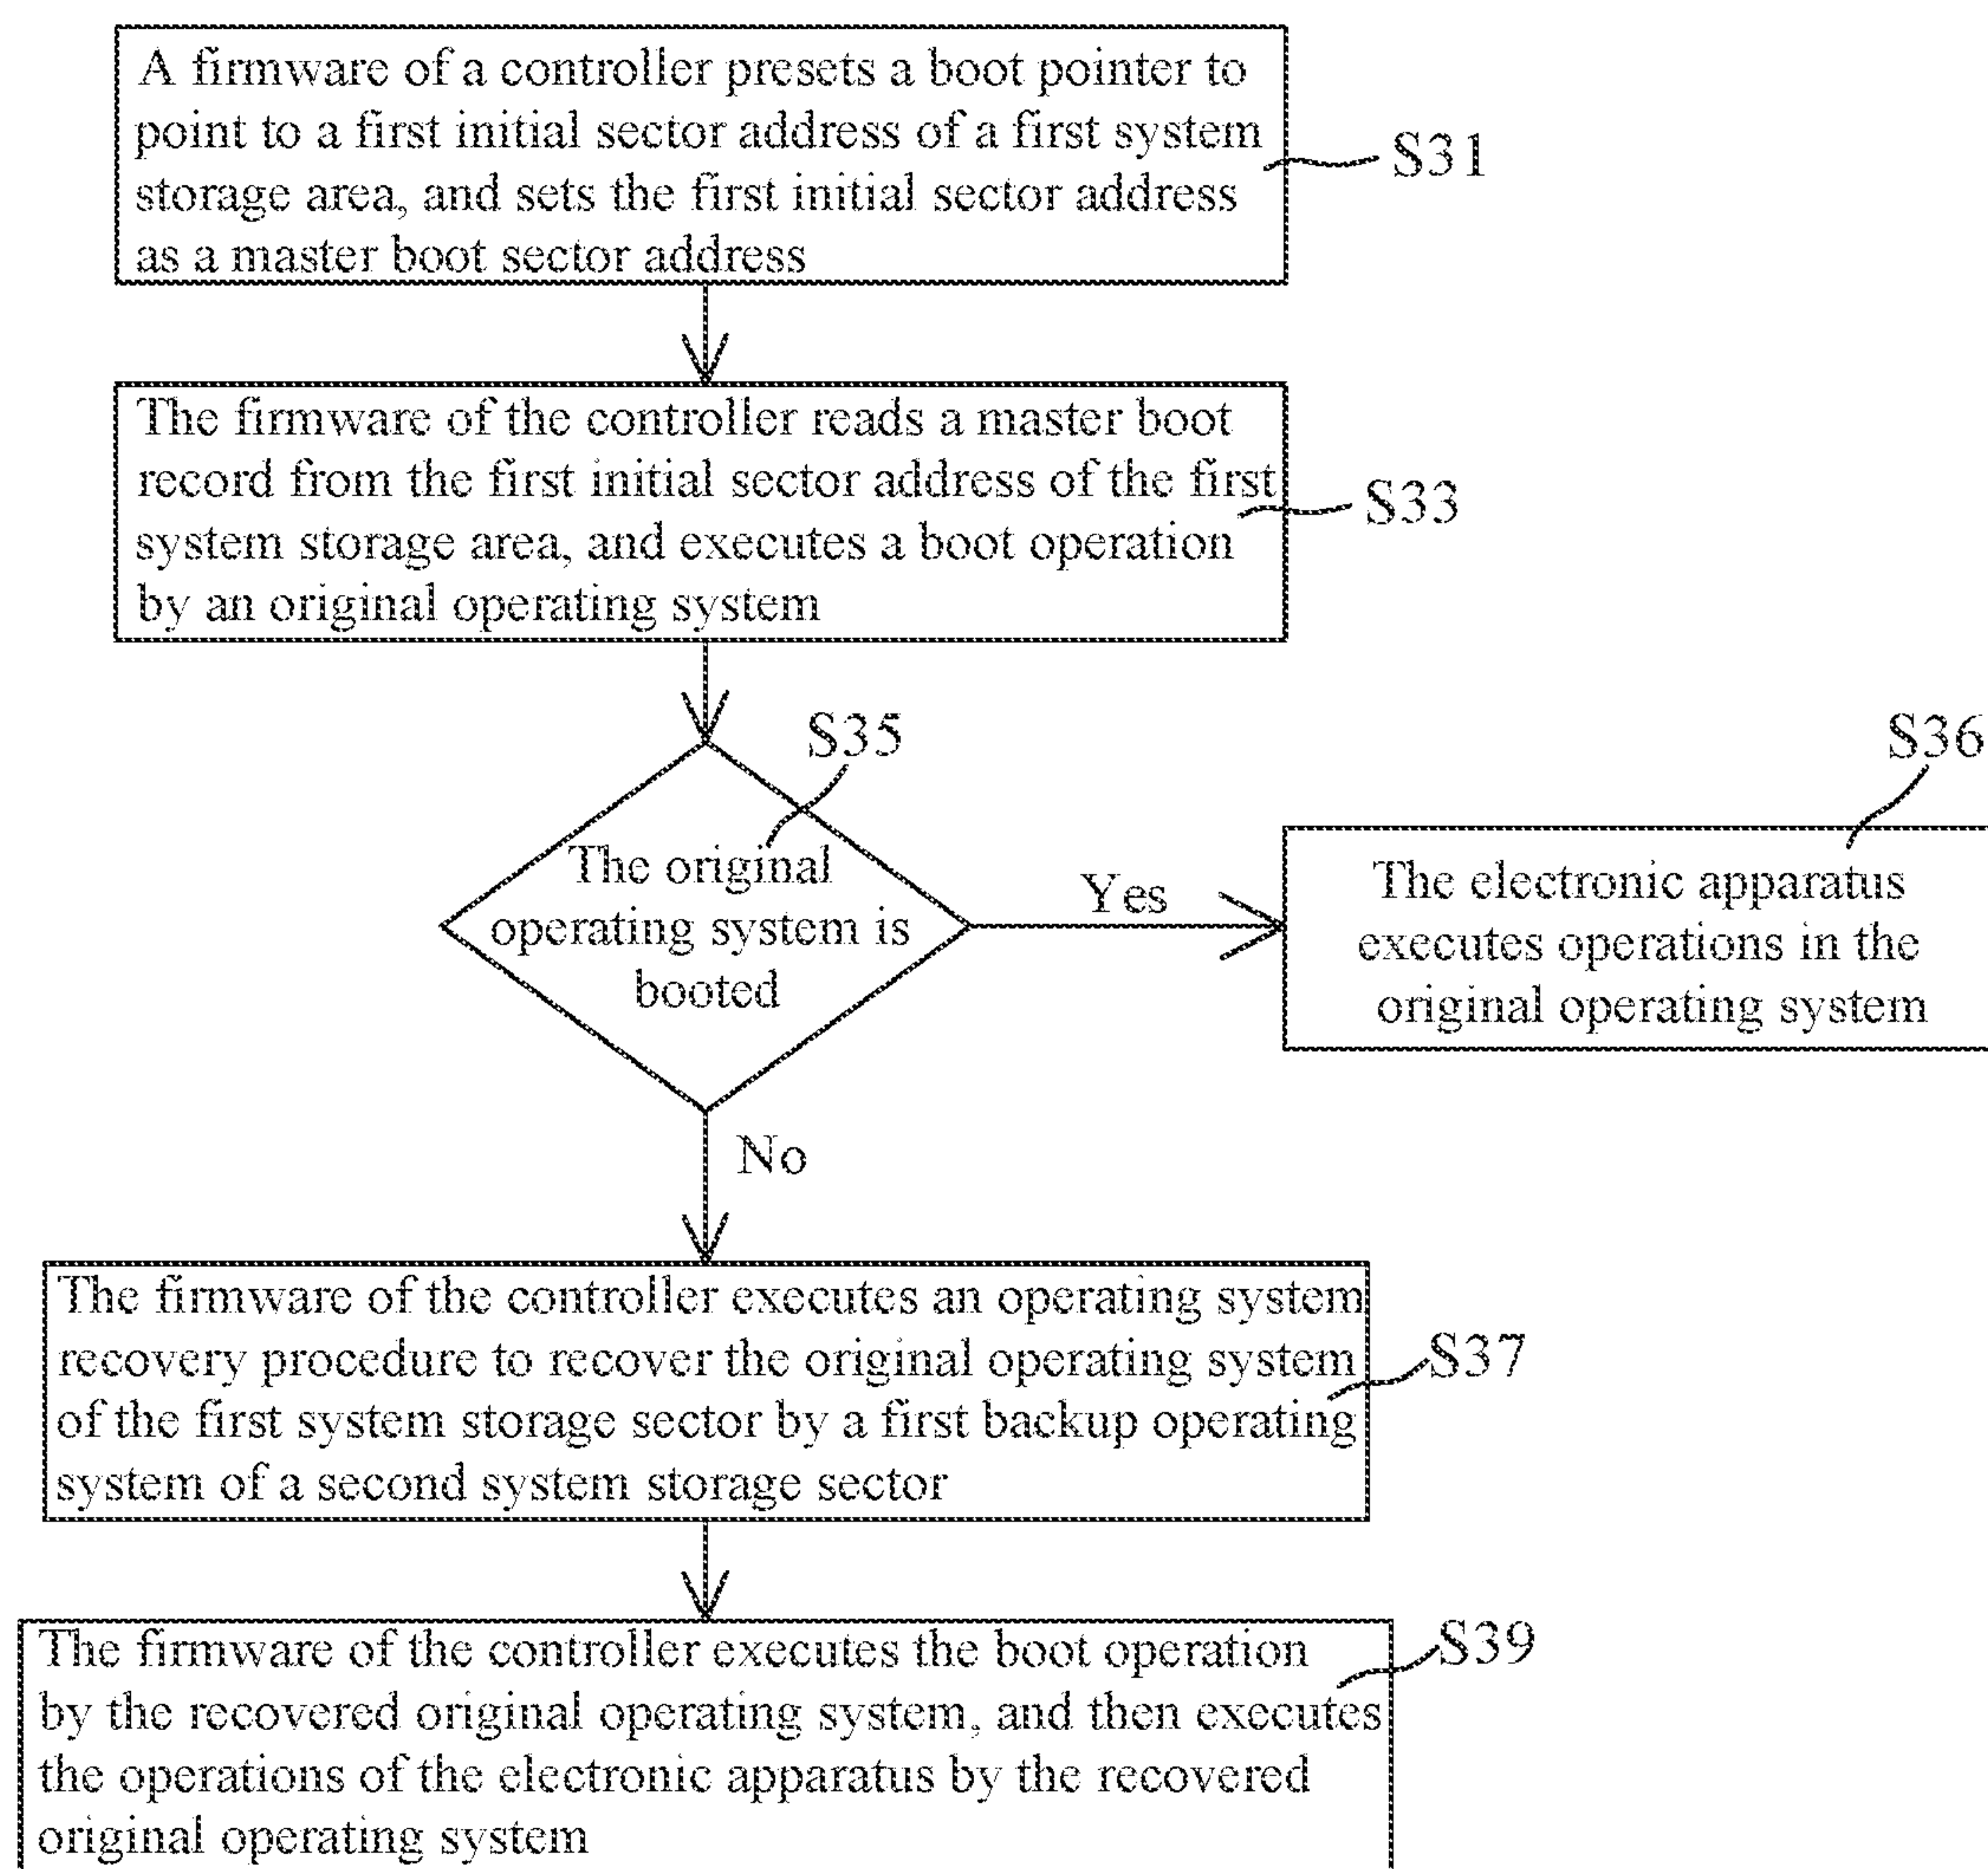 A firmware of a controller presets a boot pointer to
point to a first initial sector address of a first system
storage area, and sets the first initial sector address
as a master boot sector address
S31
The firmware of the controller reads a master boot
record from the first initial sector address of the first
system storage area, and executes a boot operation
by an original operating system
S33
S35
The original
operating system is
booted
Yes
S36
The electronic apparatus
executes operations in the
original operating system
No
The firmware of the controller executes an operating system
recovery procedure to recover the original operating system
of the first system storage sector by a first backup operating
system of a second system storage sector
S37
The firmware of the controller executes the boot operation
by the recovered original operating system, and then executes
the operations of the electronic apparatus by the recovered
original operating system
S39